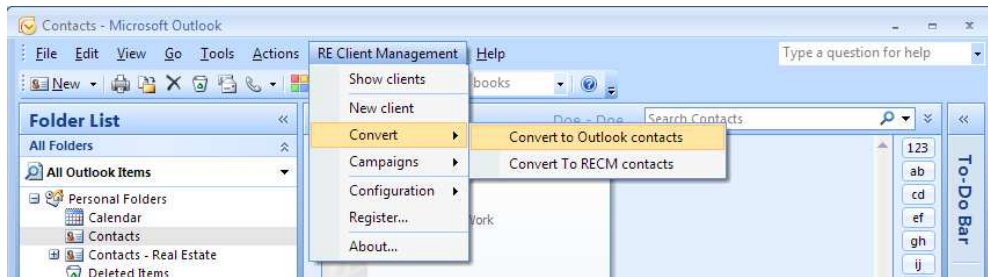 Contacts - Microsoft Outlook
File Edit View Go Tools Actions RE Client Management Help Type a question for help
New books
Show clients
New client
Convert
Campaigns
Configuration
Register...
About...
Convert to Outlook contacts
Convert To RECM contacts
Folder List
All Folders
All Outlook Items
Personal Folders
Calendar
Contacts
Contacts - Real Estate
Deleted Items
Doe - Doe Search Contacts
Work
123
ab
cd
ef
gh
ij
To-Do Bar